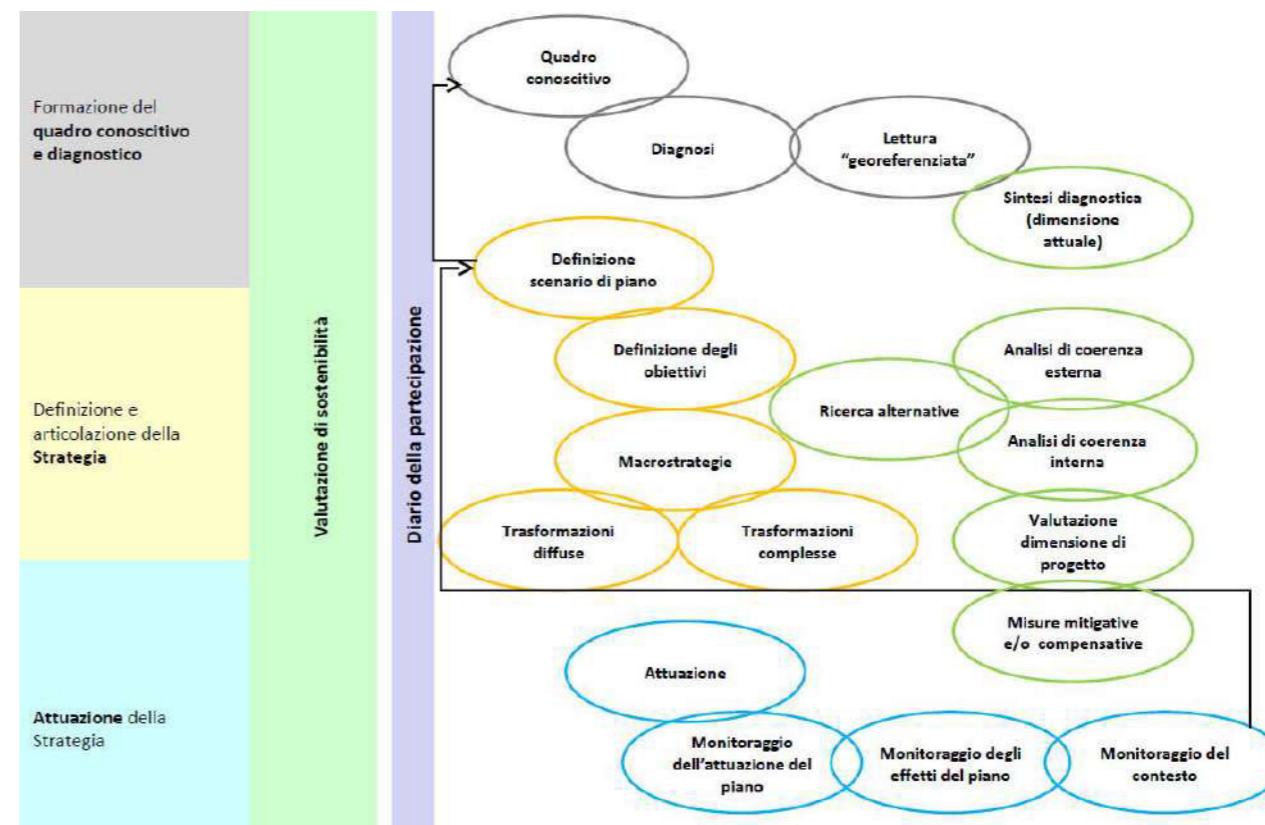 Formazione del
quadro conoscitivo
e diagnostico
Definizione e
articolazione della
Strategia
Attuazione della
Strategia
Valutazione di sostenibilità
Diario della partecipazione
Quadro
conoscitivo
Diagnosi
Lettura
“georeferenziata”
Sintesi diagnostica
(dimensione
attuale)
Definizione
scenario di piano
Definizione degli
obiettivi
Ricerca alternative
Analisi di coerenza
esterna
Macrostrategie
Analisi di coerenza
interna
Trasformazioni
diffuse
Trasformazioni
complesse
Valutazione
dimensione di
progetto
Misure mitigative
e/o compensative
Attuazione
Monitoraggio
dell’attuazione del
piano
Monitoraggio degli
effetti del piano
Monitoraggio del
contesto